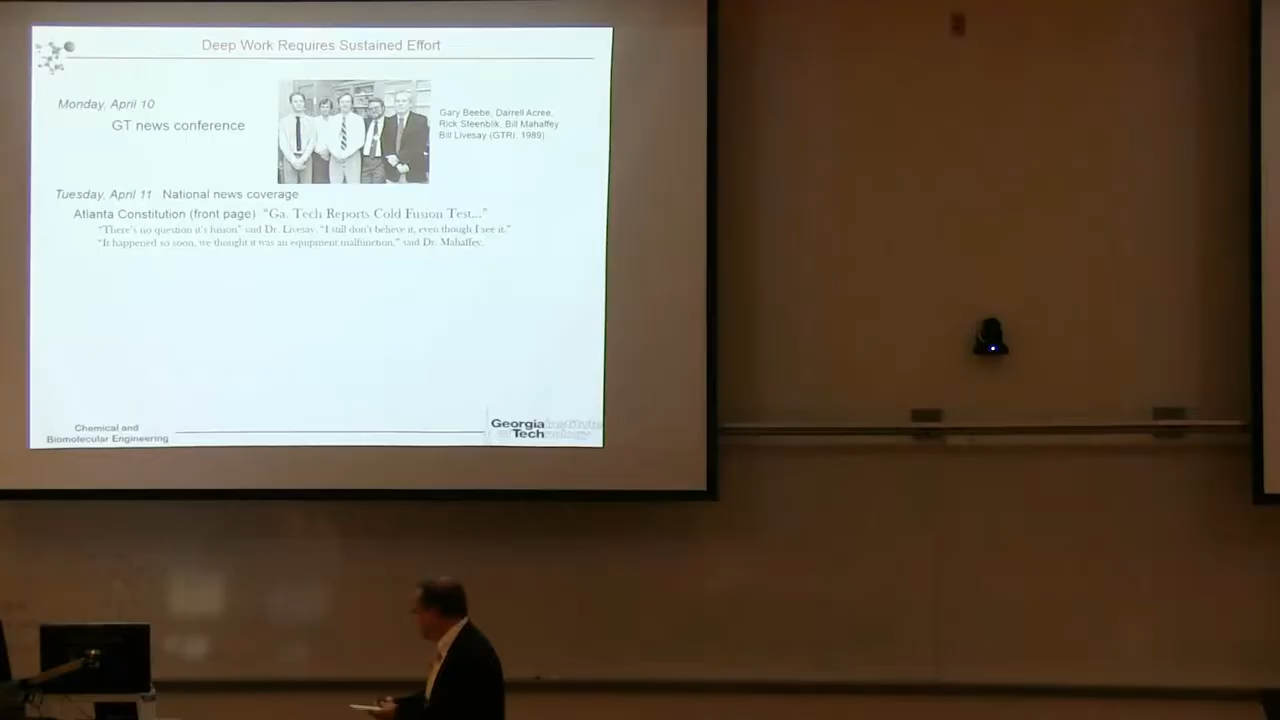 Deep Work Requires Sustained Effort
Monday, April 10
GT news conference
Gary Beebe, Darrell Acree,
Rick Steenblik, Bill Mahaffey
Bill Livesay (GTRI, 1989)
Tuesday, April 11 National news coverage
Atlanta Constitution (front page) "Ga. Tech Reports Cold Fusion Test..."
"There's no question it's fusion" said Dr. Livesay. "I still don't believe it, even though I see it."
"It happened so soon, we thought it was an equipment malfunction," said Dr. Mahaffey.
Chemical and
Biomolecular Engineering
Georgia Institute
of Technology